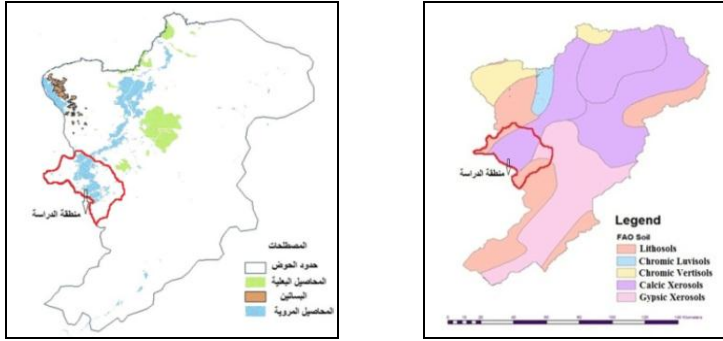 منطقة الدراسة
المصطلحات
حدود الحوض
المحاصيل البعلية
البساتين
المحاصيل المروية
منطقة الدراسة
Legend
FAO Soil
Lithosols
Chromic Luvisols
Chromic Vertisols
Calcic Xerosols
Gypsic Xerosols